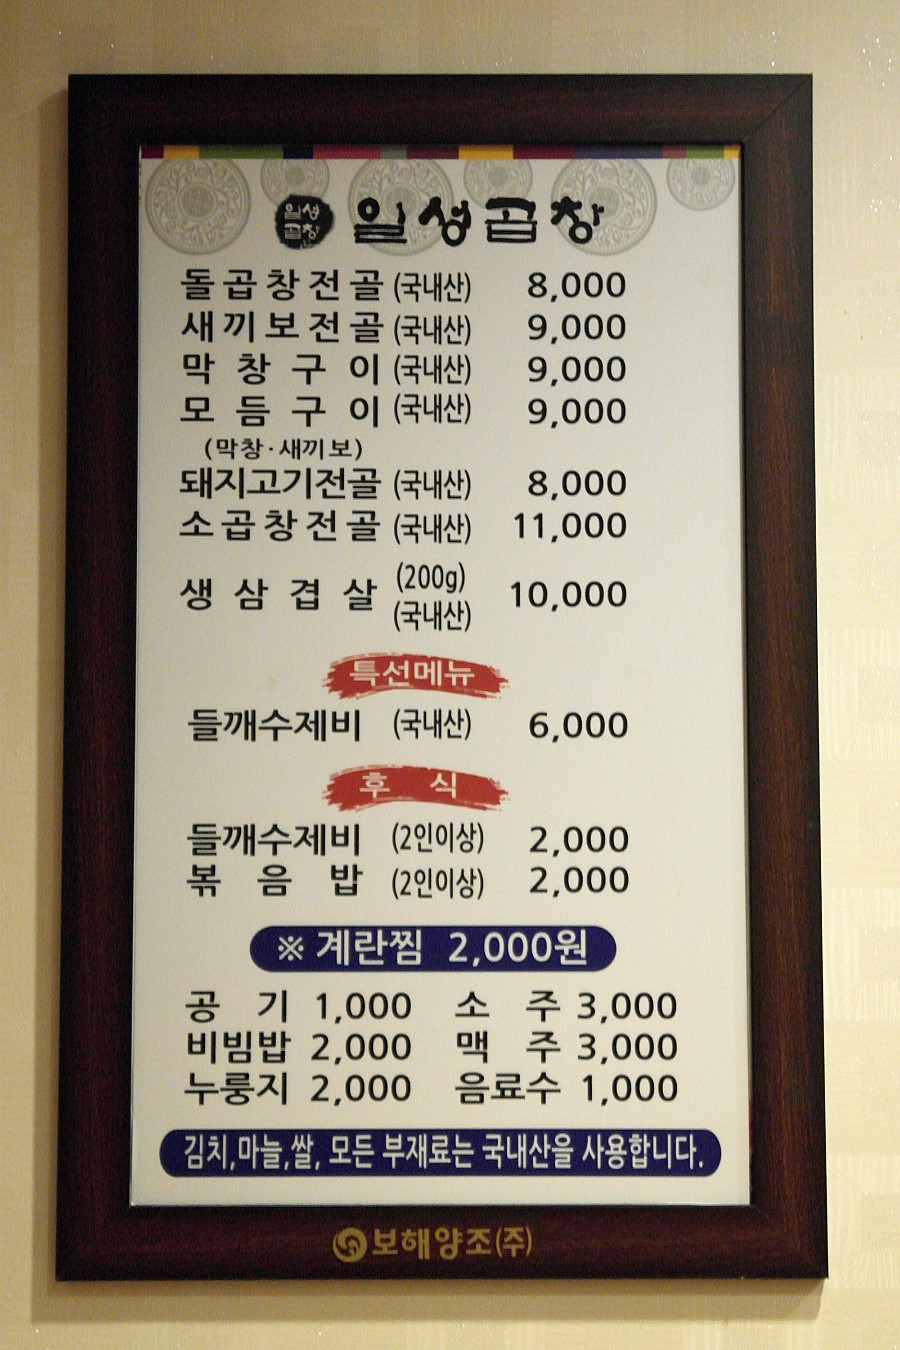 일생곱창 일생곱창
돌곱창전골 (국내산) 8,000
새끼보전골 (국내산) 9,000
막창구이 (국내산) 9,000
모듬구이 (국내산) 9,000
(막창·새끼보)
돼지고기전골 (국내산) 8,000
소곱창전골 (국내산) 11,000
생삼겹살 (200g) (국내산) 10,000
특선메뉴
들깨수제비 (국내산) 6,000
후식
들깨수제비 (2인이상) 2,000
볶음밥 (2인이상) 2,000
※ 계란찜 2,000원
공기 1,000 소주 3,000
비빔밥 2,000 맥주 3,000
누룽지 2,000 음료수 1,000
김치,마늘,쌀, 모든 부재료는 국내산을 사용합니다.
보해양조(주)